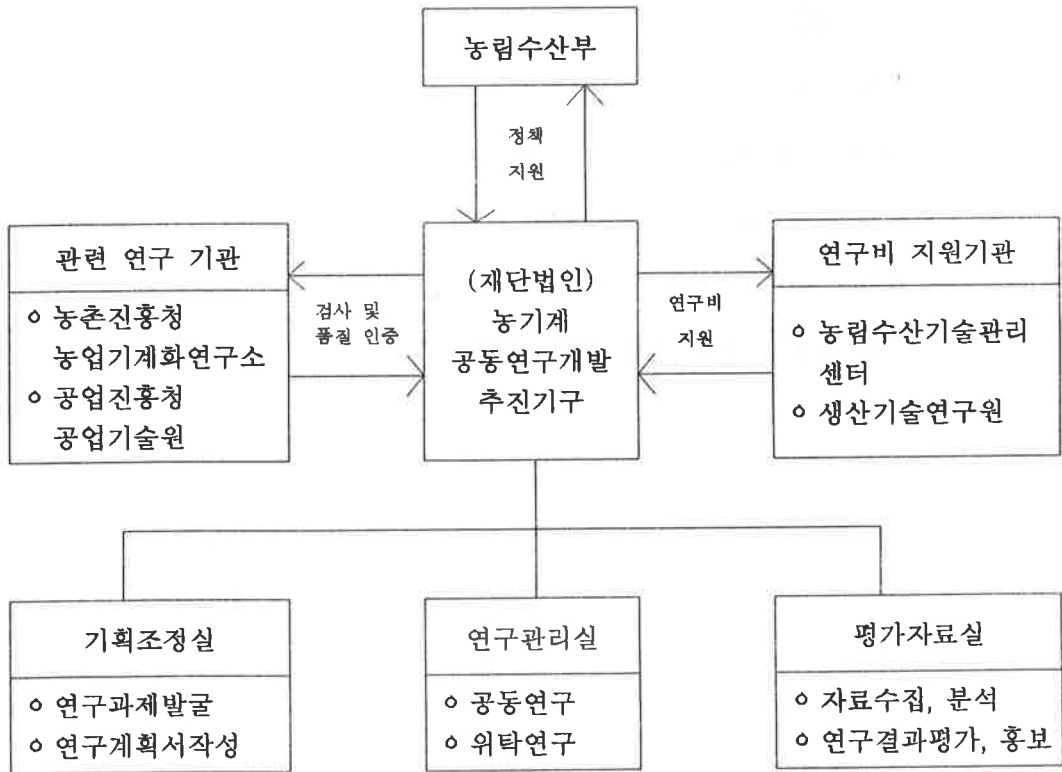 농림수산부
정책
지원
관련 연구 기관
o 농촌진흥청
농업기계화연구소
o 공업진흥청
공업기술원
검사 및
품질 인증
(재단법인)
농기계
공동연구개발
추진기구
연구비
지원
연구비 지원기관
o 농림수산기술관리
센터
o 생산기술연구원
기획조정실
o 연구과제발굴
o 연구계획서작성
연구관리실
o 공동연구
o 위탁연구
평가자료실
o 자료수집, 분석
o 연구결과평가, 홍보